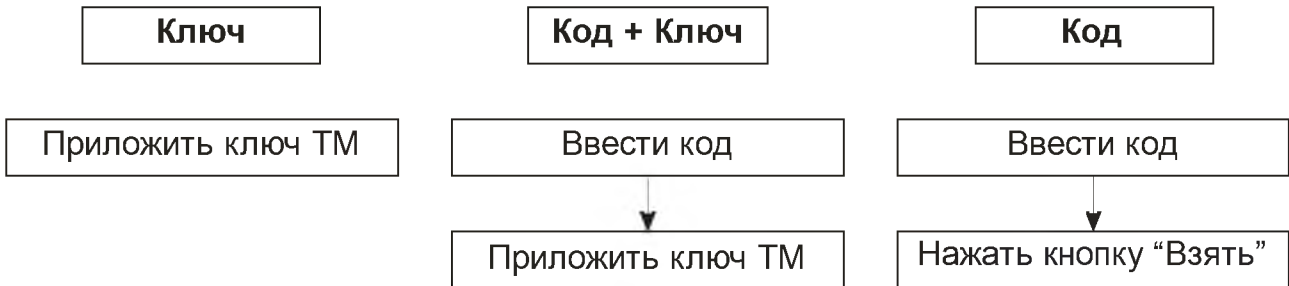 Ключ
Код + Ключ
Код
Приложить ключ ТМ
Ввести код
Ввести код
Приложить ключ ТМ
Нажать кнопку “Взять”